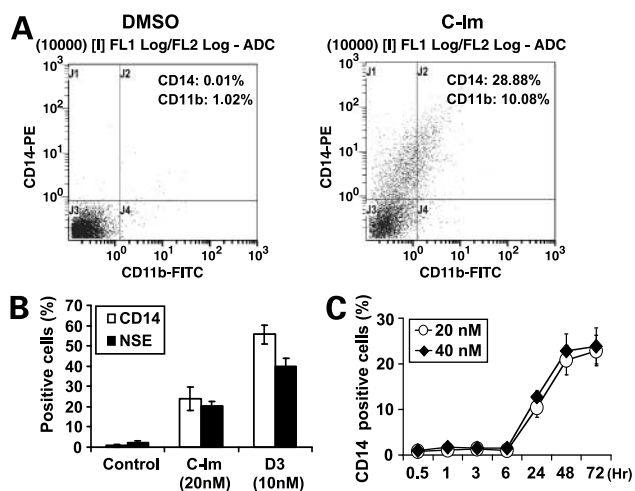 A
DMSO
C-Im
(10000) [I] FL1 Log/FL2 Log - ADC
(10000) [I] FL1 Log/FL2 Log - ADC
J1
J2
CD14: 0.01%
CD11b: 1.02%
J3
J4
CD14-PE
10³
10²
10¹
10⁰
10⁰
10¹
10²
10³
CD11b-FITC
J1
J2
CD14: 28.88%
CD11b: 10.08%
J3
J4
CD14-PE
10³
10²
10¹
10⁰
10⁰
10¹
10²
10³
CD11b-FITC
B
Positive cells (%)
70
60
50
40
30
20
10
0
CD14
NSE
Control
C-Im
(20nM)
D3
(10nM)
C
CD14 positive cells (%)
30
20
10
0
20 nM
40 nM
0.5
1
3
6
24
48
72
(Hr)